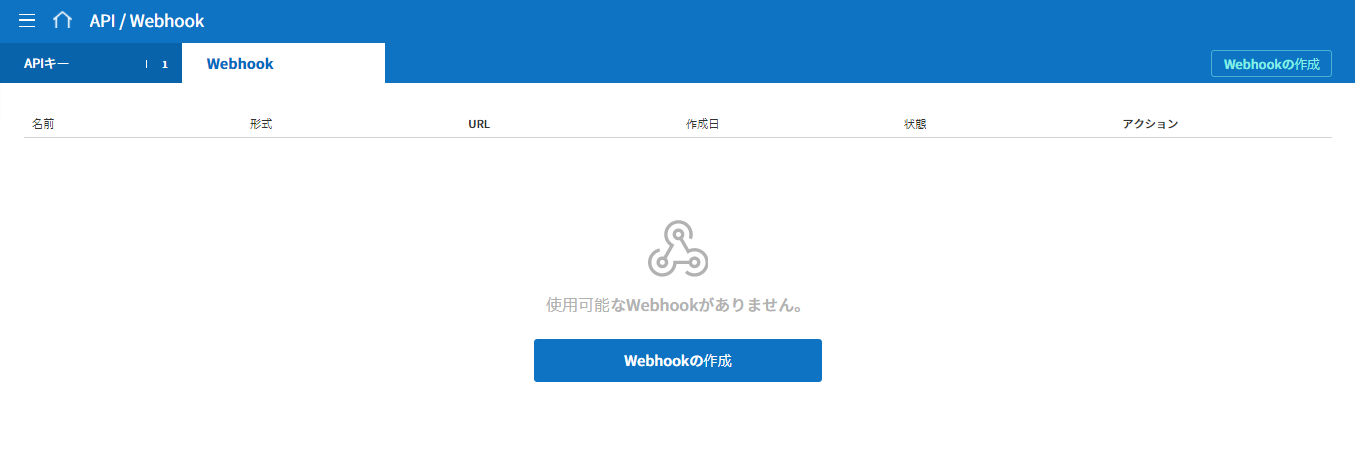 API / Webhook
APIキー | 1
Webhook
Webhookの作成
名前 形式 URL 作成日 状態 アクション
使用可能なWebhookがありません。
Webhookの作成